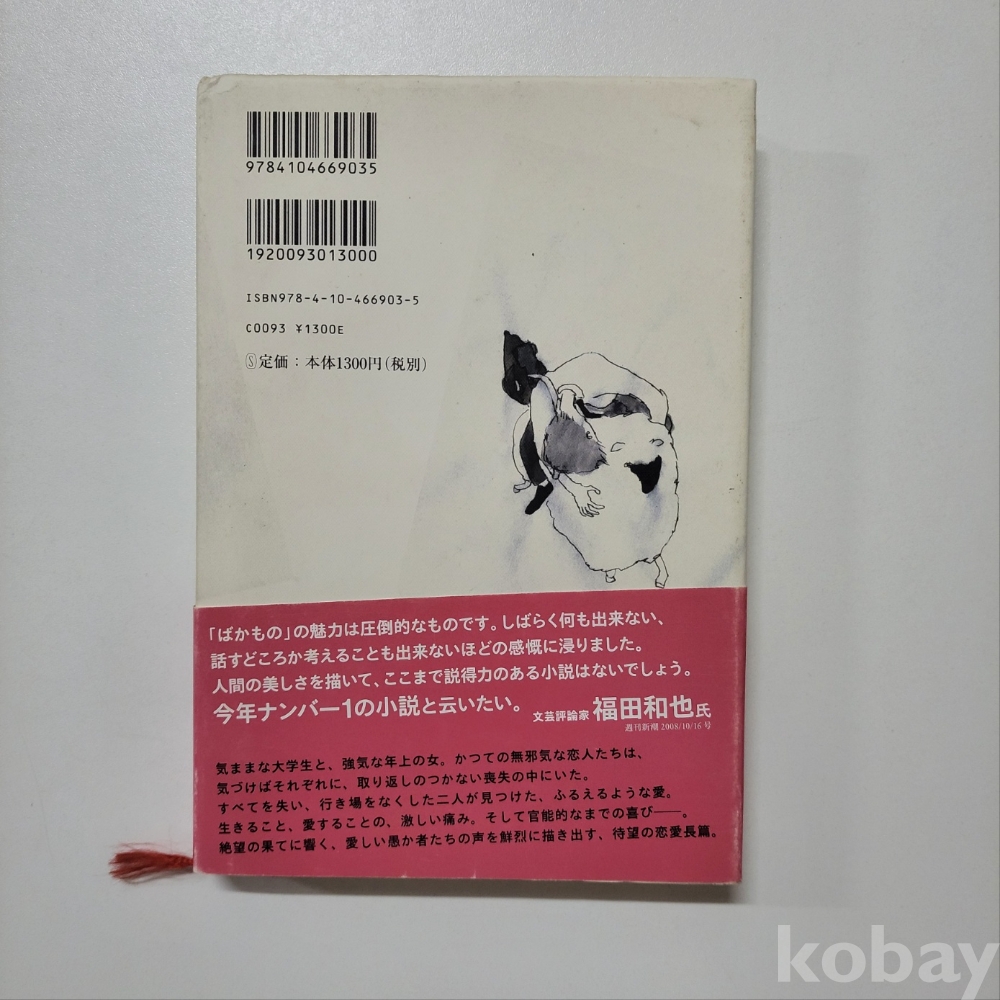 9784104669035
1920093013000
ISBN978-4-10-466903-5
C0093 ¥1300E
Ⓢ定価：本体1300円(税別)
「ばかもの」の魅力は圧倒的なものです。しばらく何も出来ない、
話すどころか考えることも出来ないほどの感慨に浸りました。
人間の美しさを描いて、ここまで説得力のある小説はないでしょう。
今年ナンバー1の小説と云いたい。 文芸評論家 福田和也氏
週刊新潮2008/10/16号
気ままな大学生と、強気な年上の女。かつての無邪気な恋人たちは、
気づけばそれぞれに、取り返しのつかない喪失の中にいた。
すべてを失い、行き場をなくした二人が見つけた、ふるえるような愛。
生きること、愛することの、激しい痛み。そして官能的なまでの喜び──。
絶望の果てに響く、愛しい愚か者たちの声を鮮烈に描き出す、待望の恋愛長篇。
kobay